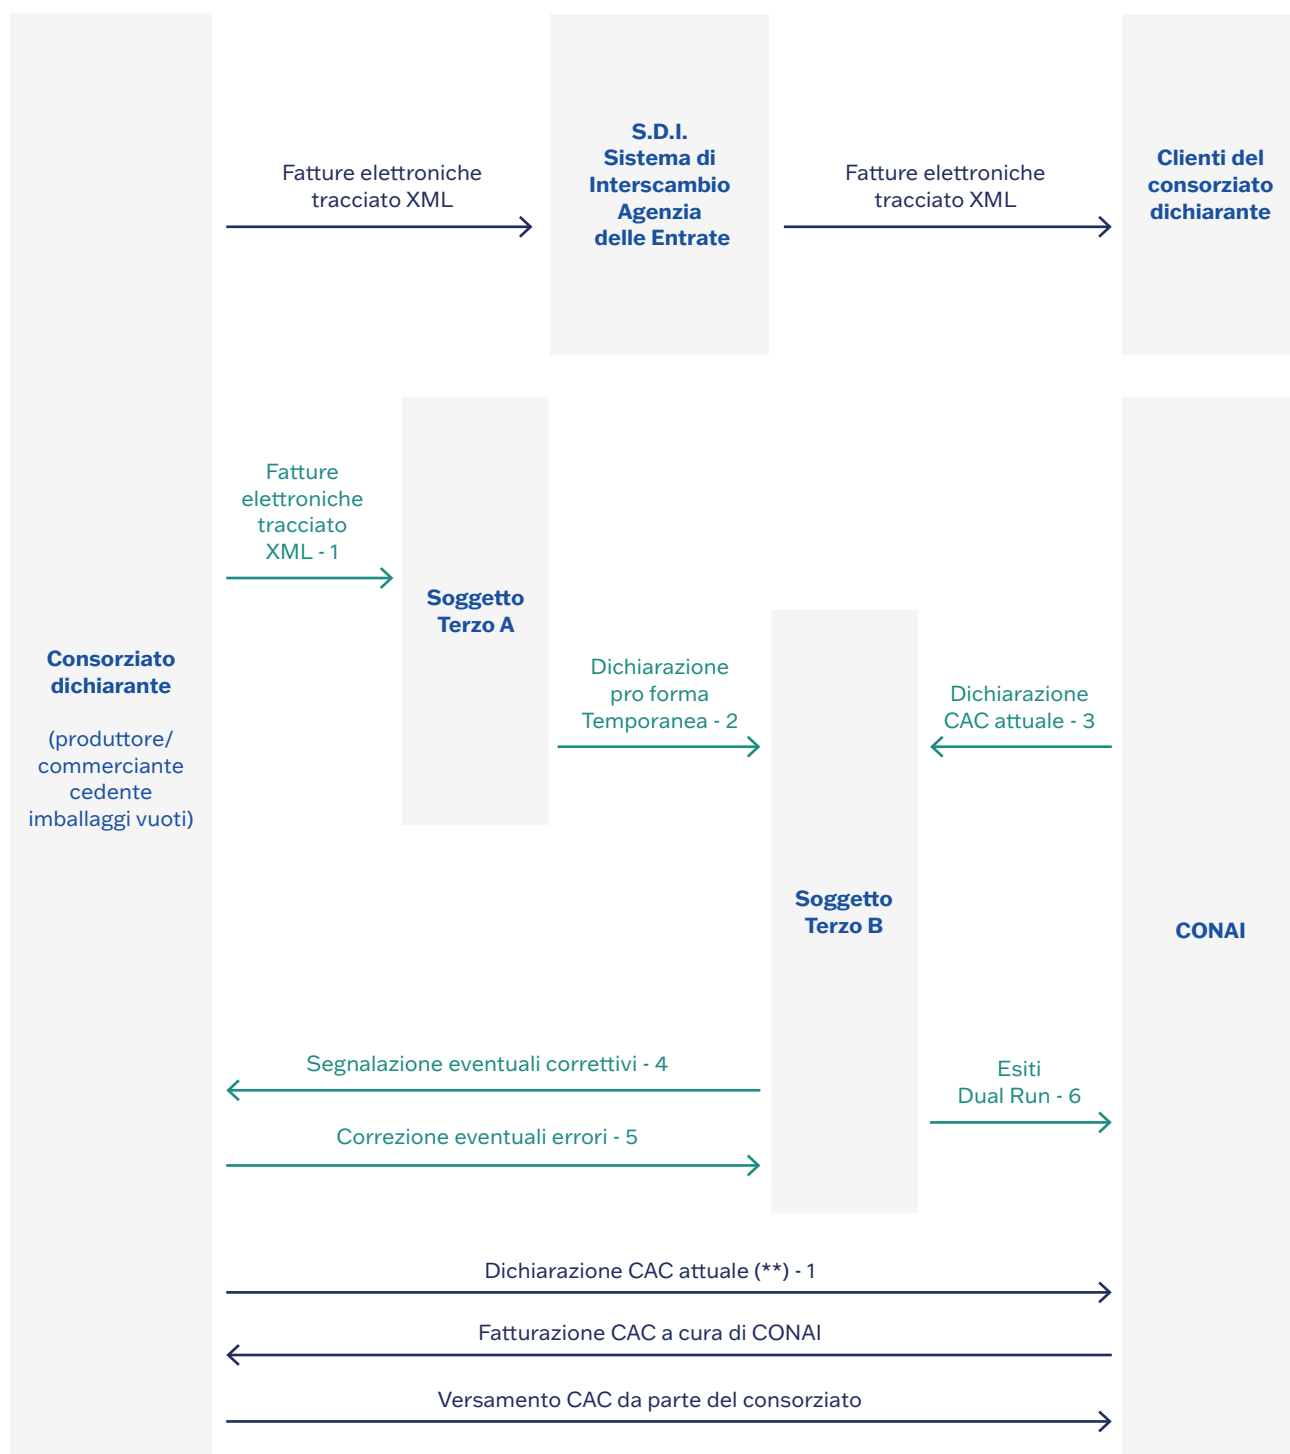 Fatture elettroniche
tracciato XML
S.D.I.
Sistema di
Interscambio
Agenzia
delle Entrate
Fatture elettroniche
tracciato XML
Clienti del
consorziato
dichiarante
Fatture
elettroniche
tracciato
XML - 1
Soggetto
Terzo A
Consorziato
dichiarante
(produttore/
commerciante
cedente
imballaggi vuoti)
Dichiarazione
pro forma
Temporanea - 2
Dichiarazione
CAC attuale - 3
Soggetto
Terzo B
CONAI
Segnalazione eventuali correttivi - 4
Esiti
Dual Run - 6
Correzione eventuali errori - 5
Dichiarazione CAC attuale (**) - 1
Fatturazione CAC a cura di CONAI
Versamento CAC da parte del consorziato